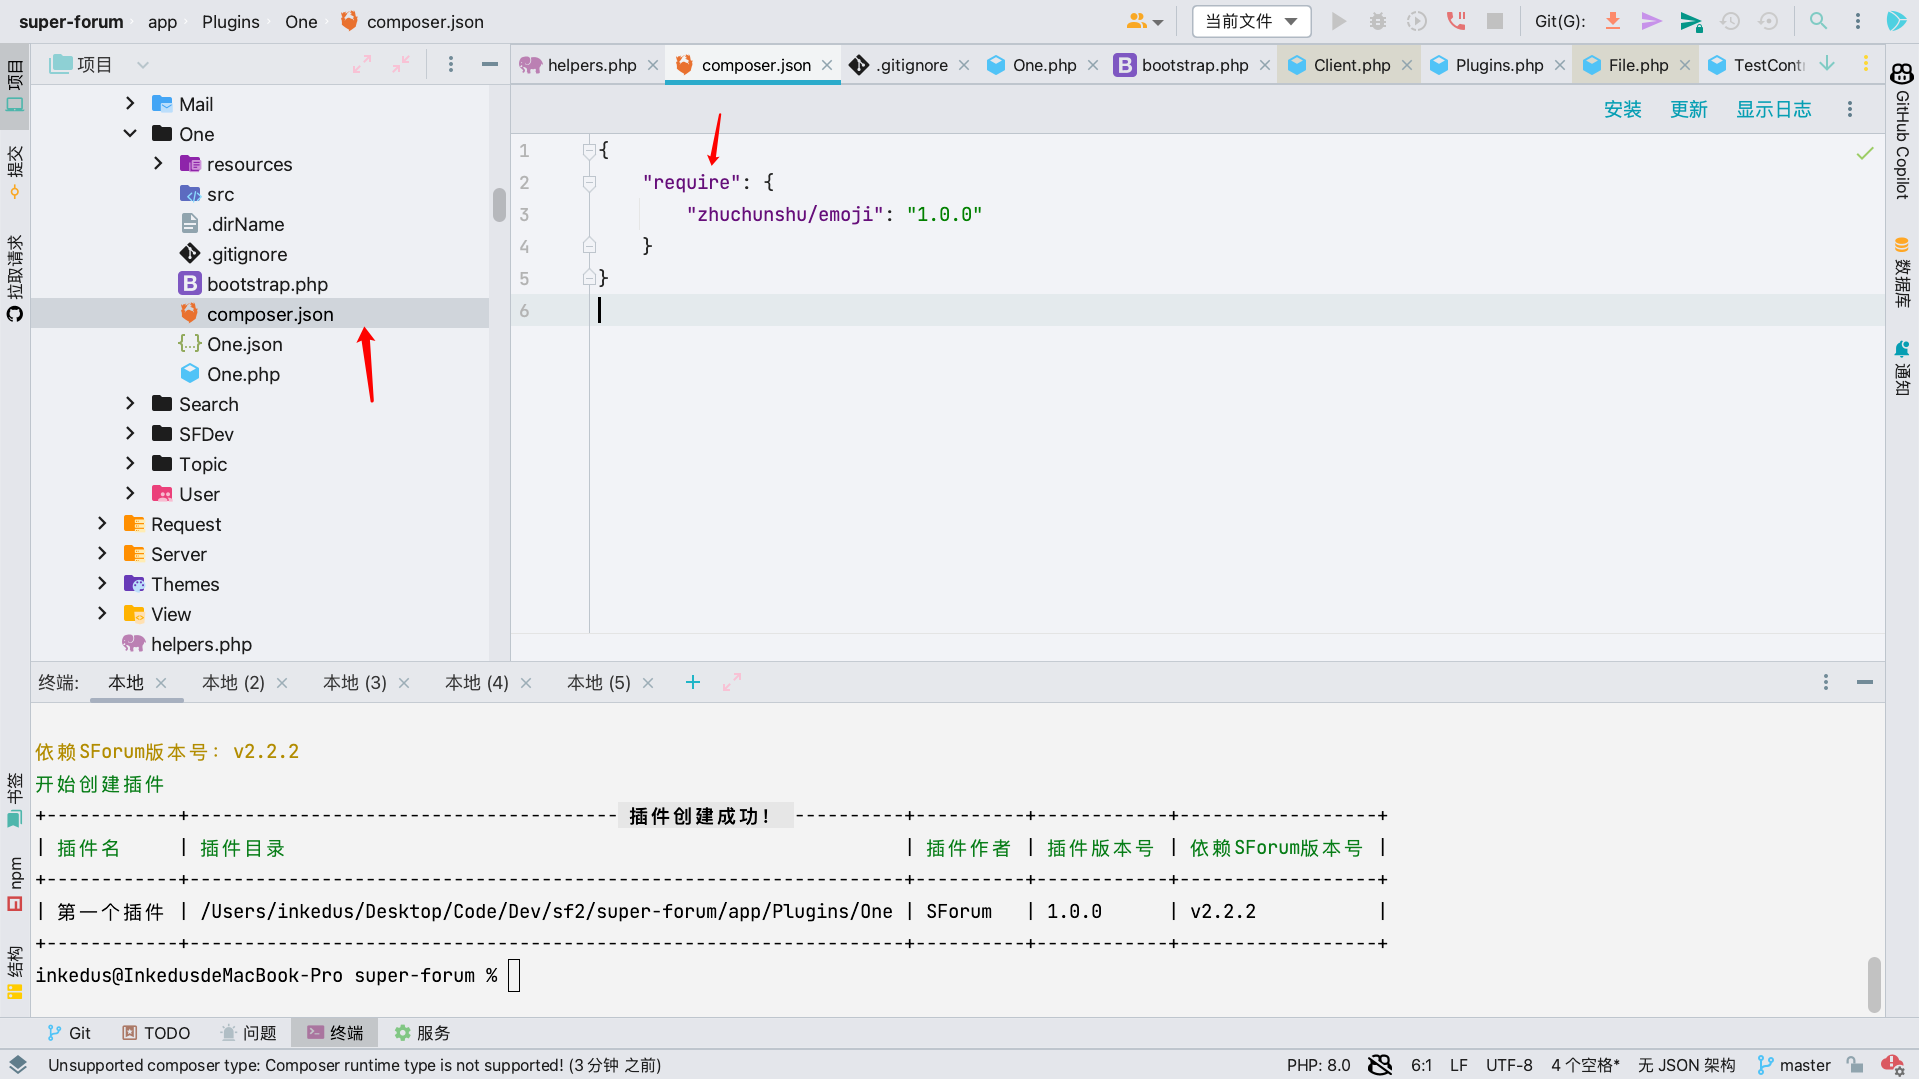 super-forum app Plugins One composer.json
当前文件
Git(G):
项目
helpers.php composer.json .gitignore One.php bootstrap.php Client.php Plugins.php File.php TestCont
安装 更新 显示日志
Mail
One
resources
src
.dirName
.gitignore
bootstrap.php
composer.json
One.json
One.php
Search
SFDev
Topic
User
Request
Server
Themes
View
helpers.php
1 {
2 "require": {
3 "zhuchunshu/emoji": "1.0.0"
4 }
5 }
6
项目
提交
拉取请求
书签
npm
结构
GitHub Copilot
数据库
通知
终端: 本地 本地 (2) 本地 (3) 本地 (4) 本地 (5)
依赖SForum版本号：v2.2.2
开始创建插件
+------------+--------------------------------------- 插件创建成功! ----------+----------+------------+------------------+
| 插件名 | 插件目录 | 插件作者 | 插件版本号 | 依赖SForum版本号 |
+------------+-----------------------------------------------------------------+----------+------------+------------------+
| 第一个插件 | /Users/inkedus/Desktop/Code/Dev/sf2/super-forum/app/Plugins/One | SForum | 1.0.0 | v2.2.2 |
+------------+-----------------------------------------------------------------+----------+------------+------------------+
inkedus@InkedusdeMacBook-Pro super-forum %
Git TODO 问题 终端 服务
Unsupported composer type: Composer runtime type is not supported! (3 分钟 之前)
PHP: 8.0 6:1 LF UTF-8 4 个空格* 无 JSON 架构 master